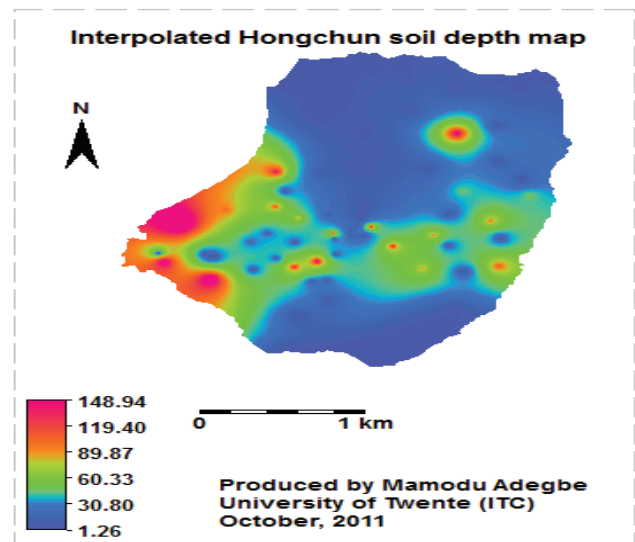 Interpolated Hongchun soil depth map
N
148.94
119.40
89.87
60.33
30.80
1.26
0 1 km
Produced by Mamodu Adegbe
University of Twente (ITC)
October, 2011